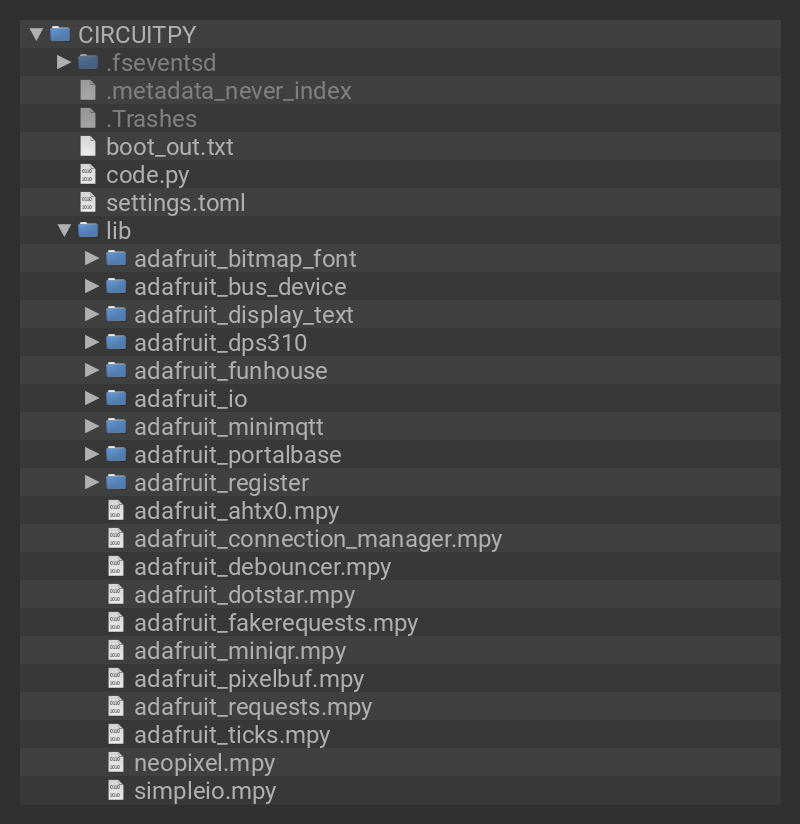 CIRCUITPY
.fseventsd
.metadata_never_index
.Trashes
boot_out.txt
code.py
settings.toml
lib
adafruit_bitmap_font
adafruit_bus_device
adafruit_display_text
adafruit_dps310
adafruit_funhouse
adafruit_io
adafruit_minimqtt
adafruit_portalbase
adafruit_register
adafruit_ahtx0.mpy
adafruit_connection_manager.mpy
adafruit_debouncer.mpy
adafruit_dotstar.mpy
adafruit_fakerequests.mpy
adafruit_miniqr.mpy
adafruit_pixelbuf.mpy
adafruit_requests.mpy
adafruit_ticks.mpy
neopixel.mpy
simpleio.mpy